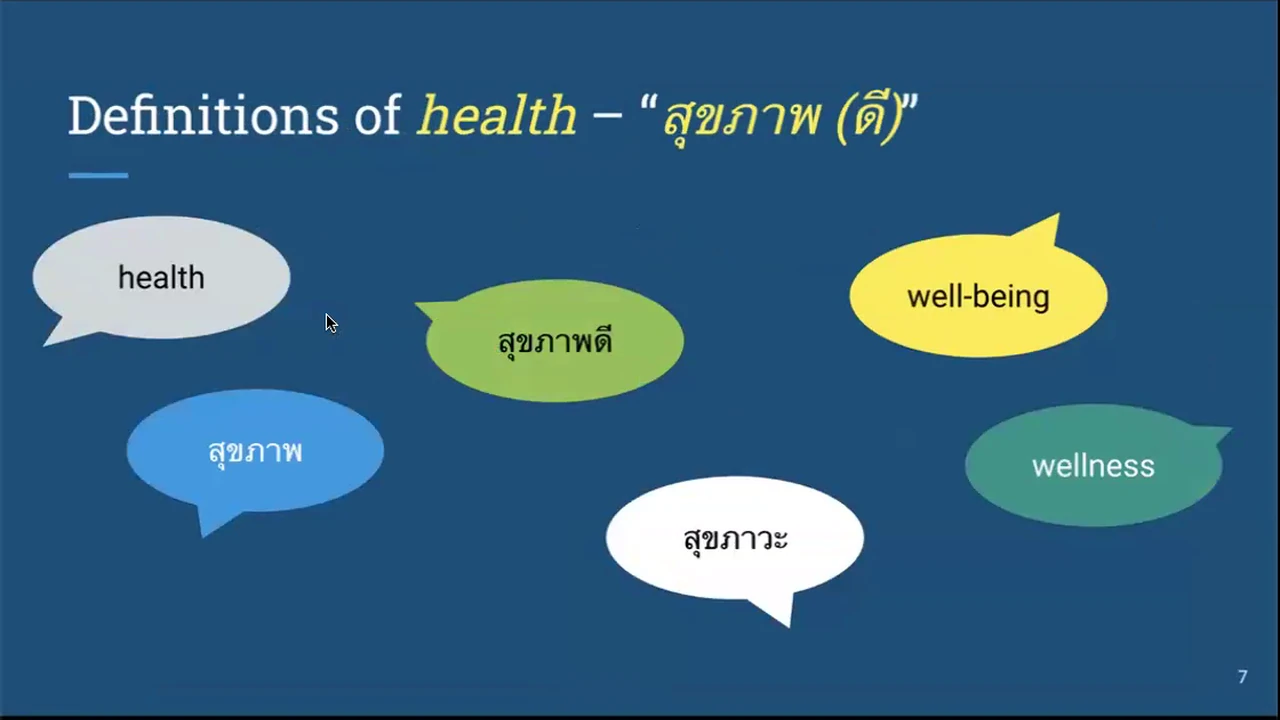 Definitions of health – “สุขภาพ (ดี)”
health
สุขภาพดี
well-being
สุขภาพ
wellness
สุขภาวะ
7